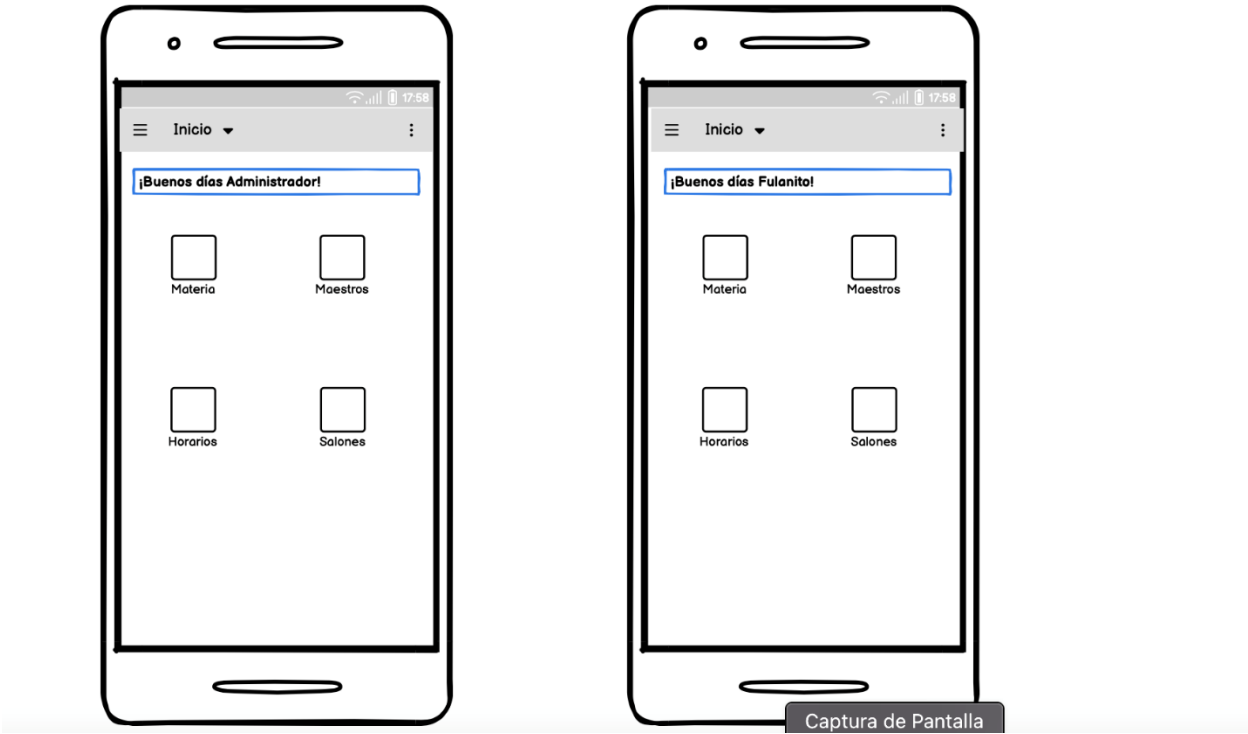 17:58
Inicio
¡Buenos días Administrador!
Materia Maestros
Horarios Salones
17:58
Inicio
¡Buenos días Fulanito!
Materia Maestros
Horarios Salones
Captura de Pantalla